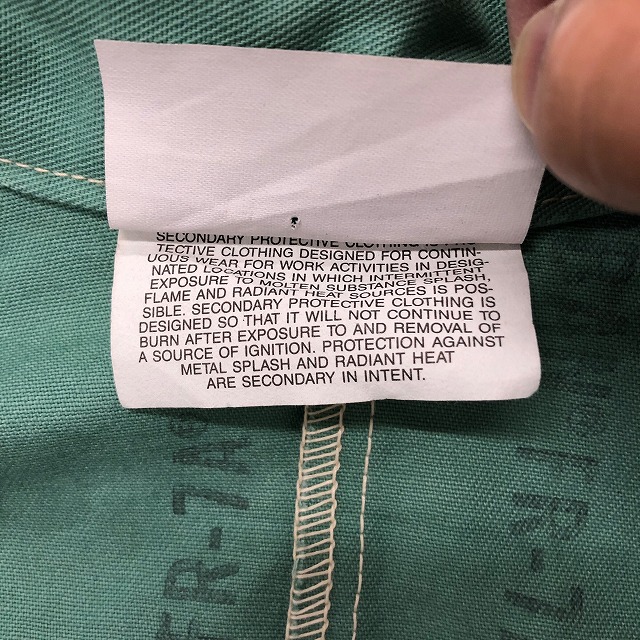 SECONDARY PROTECTIVE CLOTHING IS PRO-
TECTIVE CLOTHING DESIGNED FOR CONTIN-
UOUS WEAR FOR WORK ACTIVITIES IN DESIG-
NATED LOCATIONS IN WHICH INTERMITTENT
EXPOSURE TO MOLTEN SUBSTANCE SPLASH,
FLAME AND RADIANT HEAT SOURCES IS POS-
SIBLE. SECONDARY PROTECTIVE CLOTHING IS
DESIGNED SO THAT IT WILL NOT CONTINUE TO
BURN AFTER EXPOSURE TO AND REMOVAL OF
A SOURCE OF IGNITION. PROTECTION AGAINST
METAL SPLASH AND RADIANT HEAT
ARE SECONDARY IN INTENT.
FR-7A